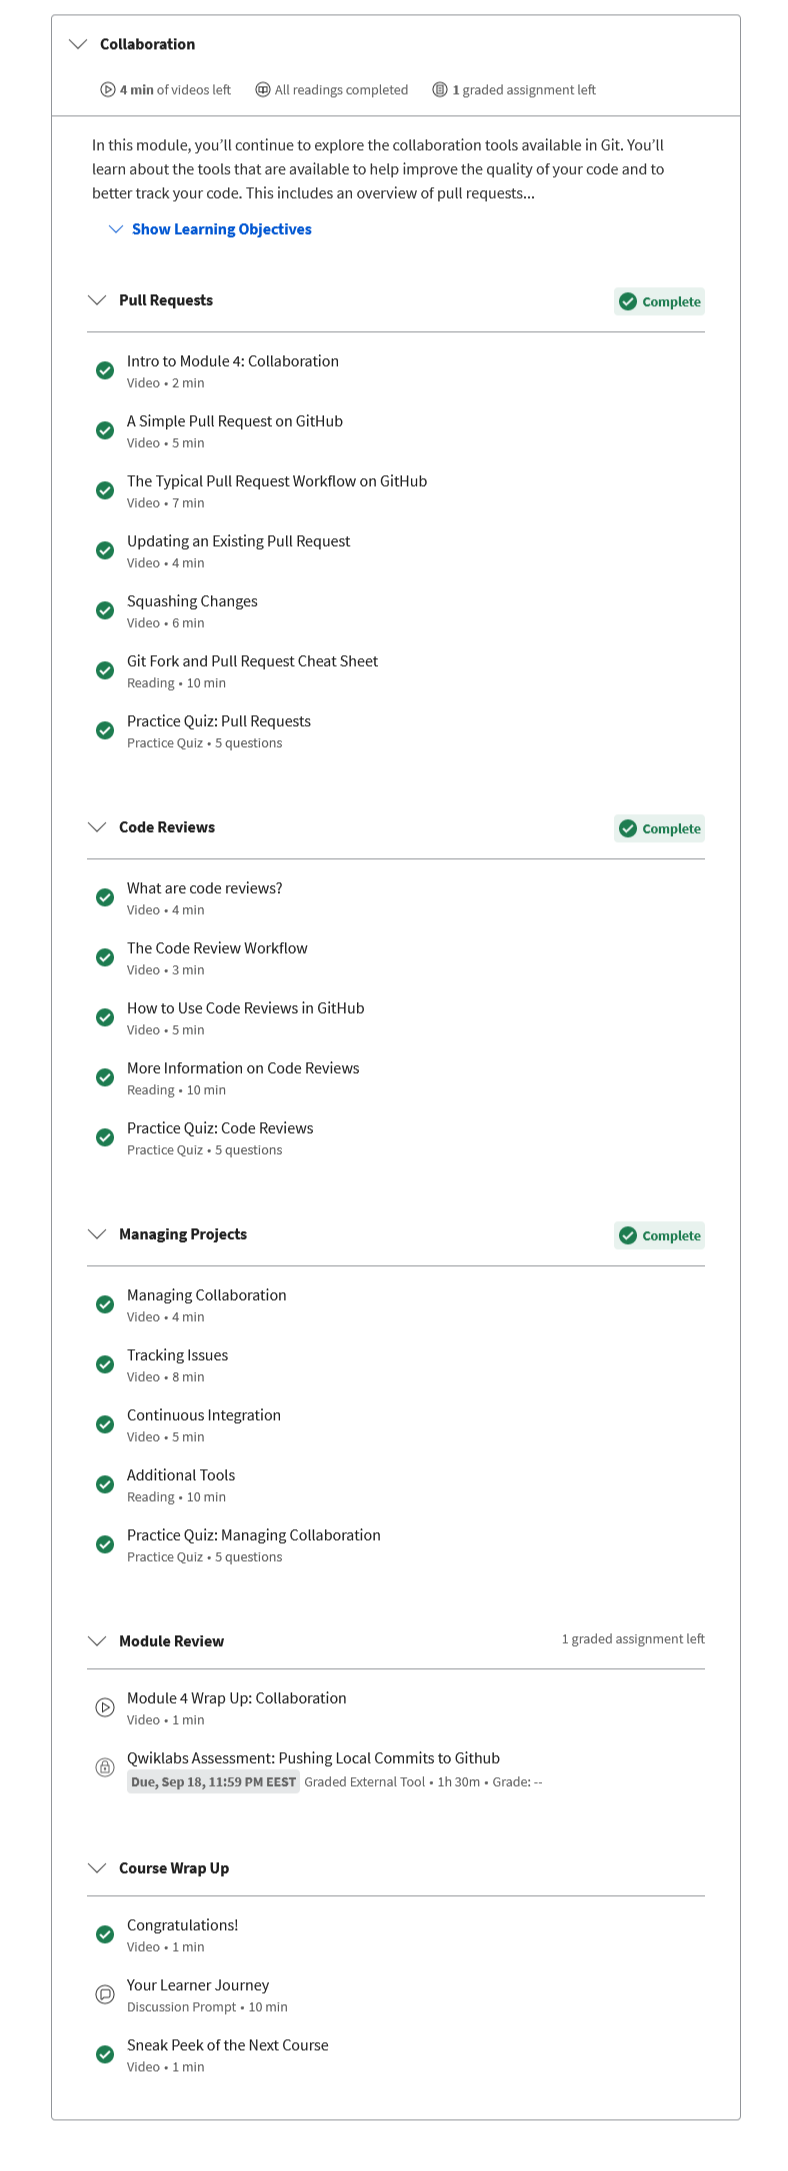 Collaboration
4 min of videos left All readings completed 1 graded assignment left
In this module, you’ll continue to explore the collaboration tools available in Git. You’ll
learn about the tools that are available to help improve the quality of your code and to
better track your code. This includes an overview of pull requests...
Show Learning Objectives
Pull Requests Complete
Intro to Module 4: Collaboration
Video • 2 min
A Simple Pull Request on GitHub
Video • 5 min
The Typical Pull Request Workflow on GitHub
Video • 7 min
Updating an Existing Pull Request
Video • 4 min
Squashing Changes
Video • 6 min
Git Fork and Pull Request Cheat Sheet
Reading • 10 min
Practice Quiz: Pull Requests
Practice Quiz • 5 questions
Code Reviews Complete
What are code reviews?
Video • 4 min
The Code Review Workflow
Video • 3 min
How to Use Code Reviews in GitHub
Video • 5 min
More Information on Code Reviews
Reading • 10 min
Practice Quiz: Code Reviews
Practice Quiz • 5 questions
Managing Projects Complete
Managing Collaboration
Video • 4 min
Tracking Issues
Video • 8 min
Continuous Integration
Video • 5 min
Additional Tools
Reading • 10 min
Practice Quiz: Managing Collaboration
Practice Quiz • 5 questions
Module Review 1 graded assignment left
Module 4 Wrap Up: Collaboration
Video • 1 min
Qwiklabs Assessment: Pushing Local Commits to Github
Due, Sep 18, 11:59 PM EEST Graded External Tool • 1h 30m • Grade: --
Course Wrap Up
Congratulations!
Video • 1 min
Your Learner Journey
Discussion Prompt • 10 min
Sneak Peek of the Next Course
Video • 1 min